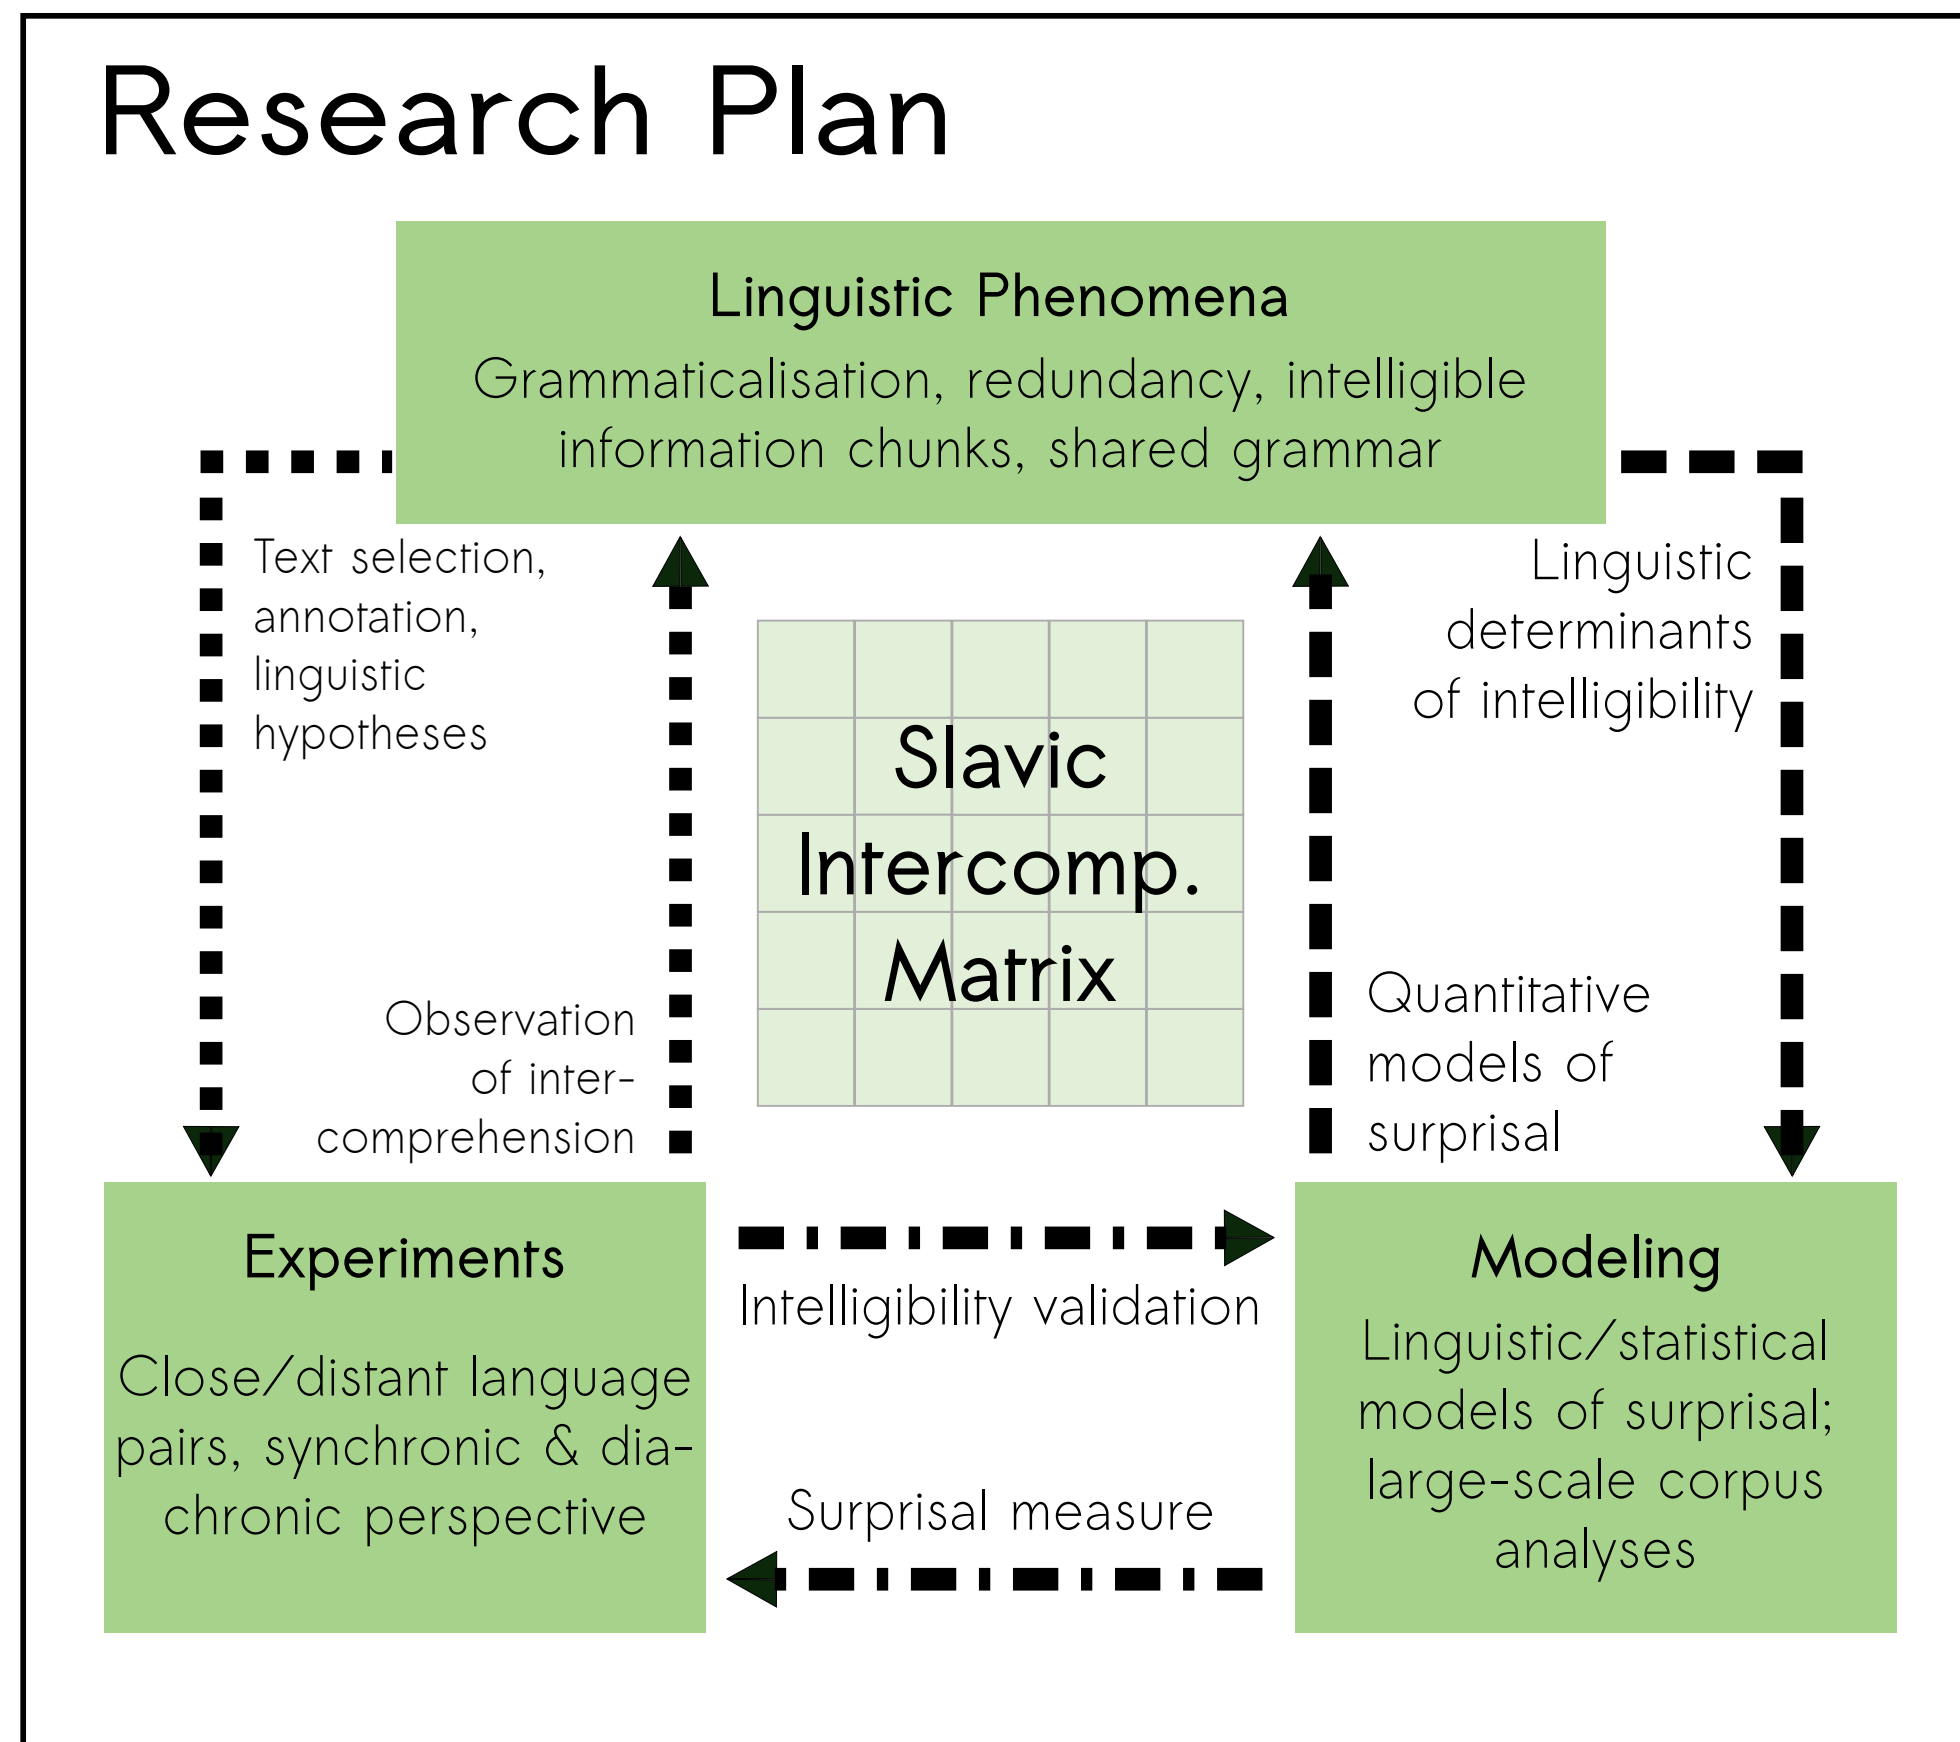 Research Plan
Linguistic Phenomena
Grammaticalisation, redundancy, intelligible
information chunks, shared grammar
Text selection,
annotation,
linguistic
hypotheses
Observation
of inter-
comprehension
Slavic
Intercomp.
Matrix
Linguistic
determinants
of intelligibility
Quantitative
models of
surprisal
Experiments
Close/distant language
pairs, synchronic & dia-
chronic perspective
Intelligibility validation
Surprisal measure
Modeling
Linguistic/statistical
models of surprisal;
large-scale corpus
analyses